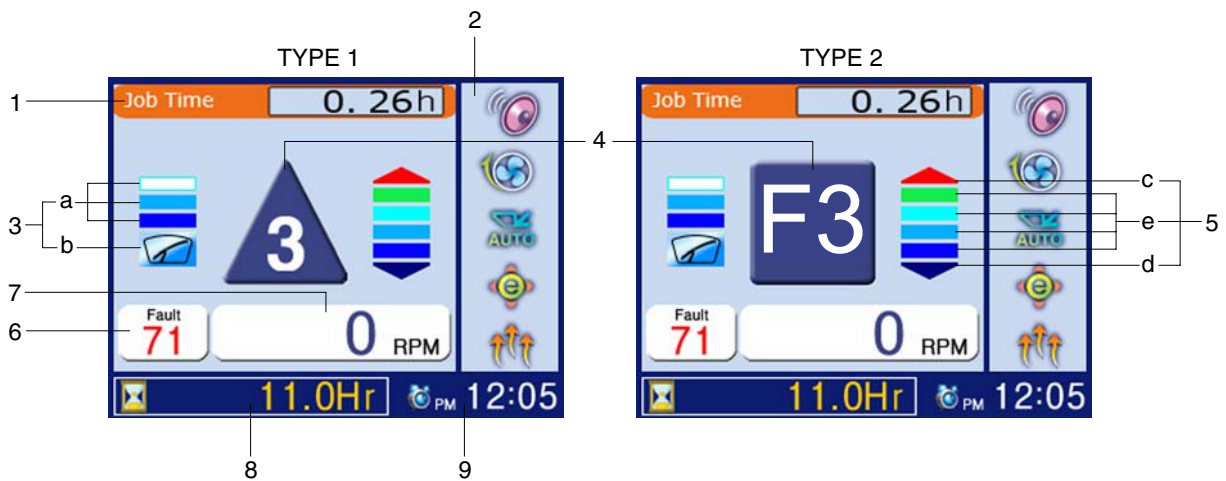 2
TYPE 1
TYPE 2
1
Job Time 0. 26h
Job Time 0. 26h
4
AUTO
AUTO
3
a
b
3
F3
c
e
d
5
7
6
Fault
71
0 RPM
Fault
71
0 RPM
e
e
11.0Hr PM 12:05
11.0Hr PM 12:05
8
9